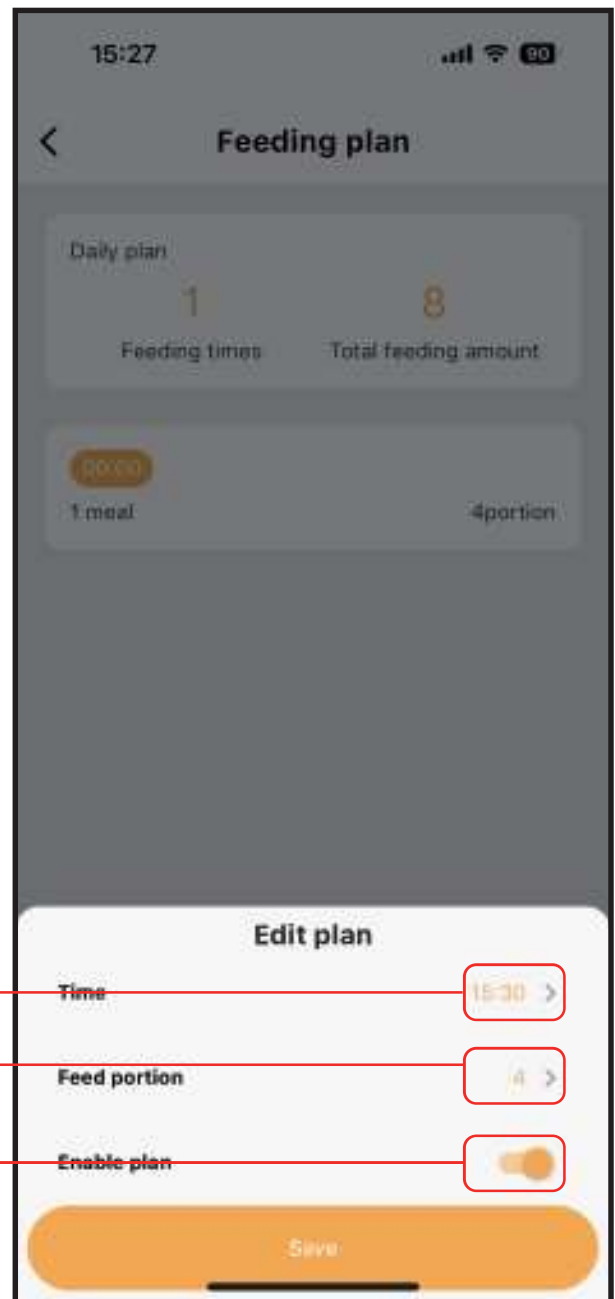 15:27 90
Feeding plan
Daily plan
1 8
Feeding times Total feeding amount
00:00
1 meal 4portion
Edit plan
Time 15:30
Feed portion 4
Enable plan
Save